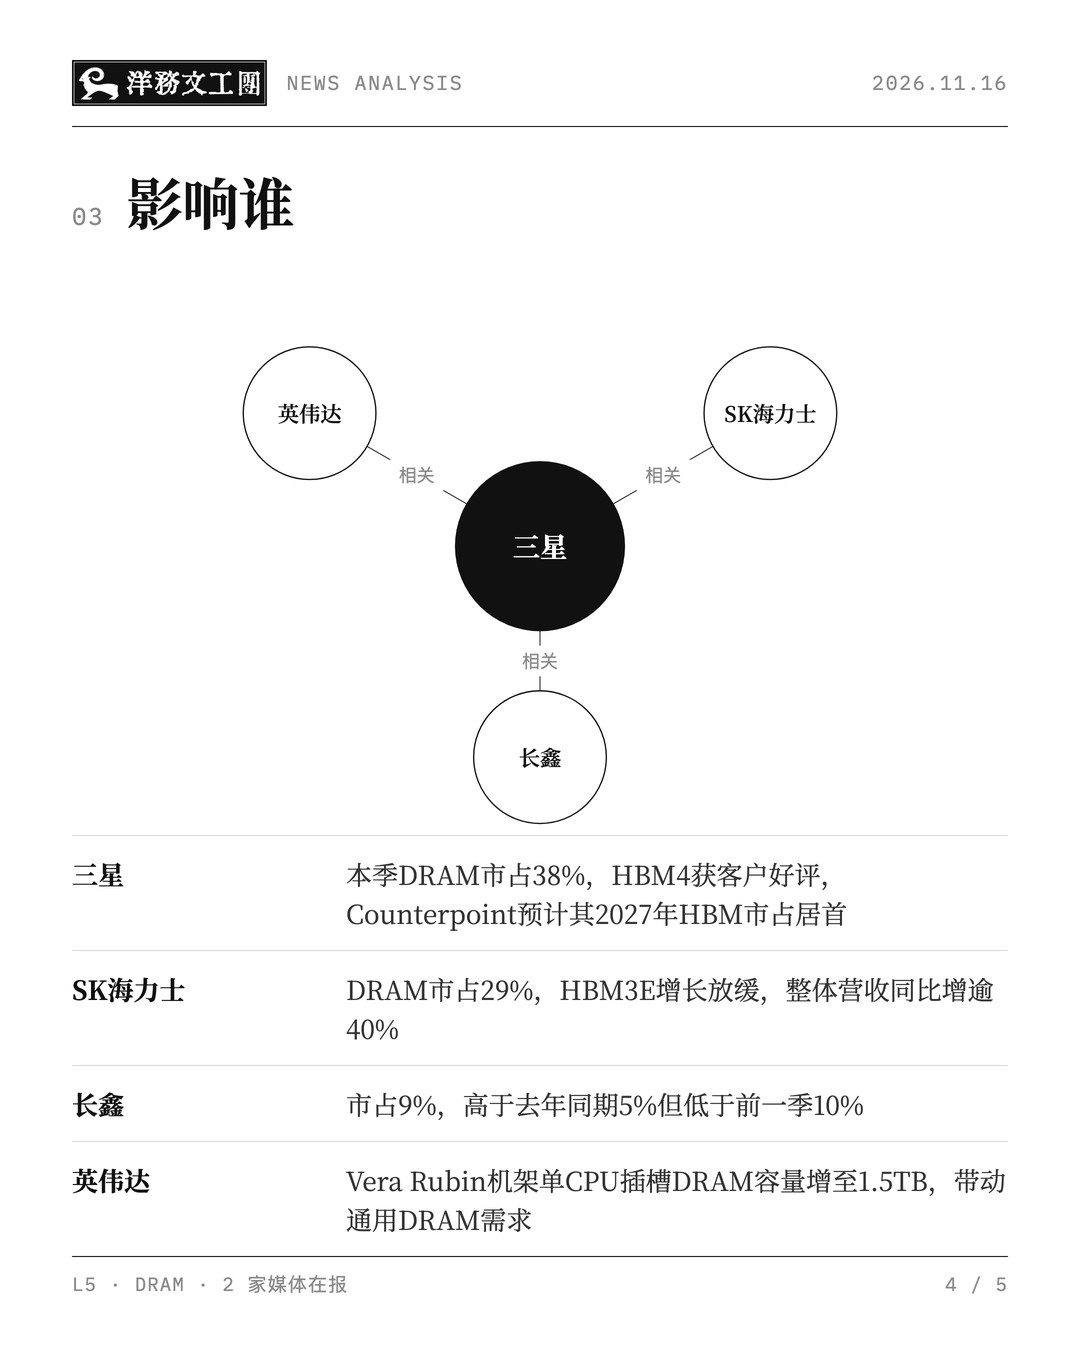 洋務文工團 NEWS ANALYSIS 2026.11.16
03 影响谁
英伟达
SK海力士
相关
相关
三星
相关
长鑫
三星
本季DRAM市占38%，HBM4获客户好评，
Counterpoint预计其2027年HBM市占居首
SK海力士
DRAM市占29%，HBM3E增长放缓，整体营收同比增逾
40%
长鑫
市占9%，高于去年同期5%但低于前一季10%
英伟达
Vera Rubin机架单CPU插槽DRAM容量增至1.5TB，带动
通用DRAM需求
L5 · DRAM · 2 家媒体在报
4 / 5